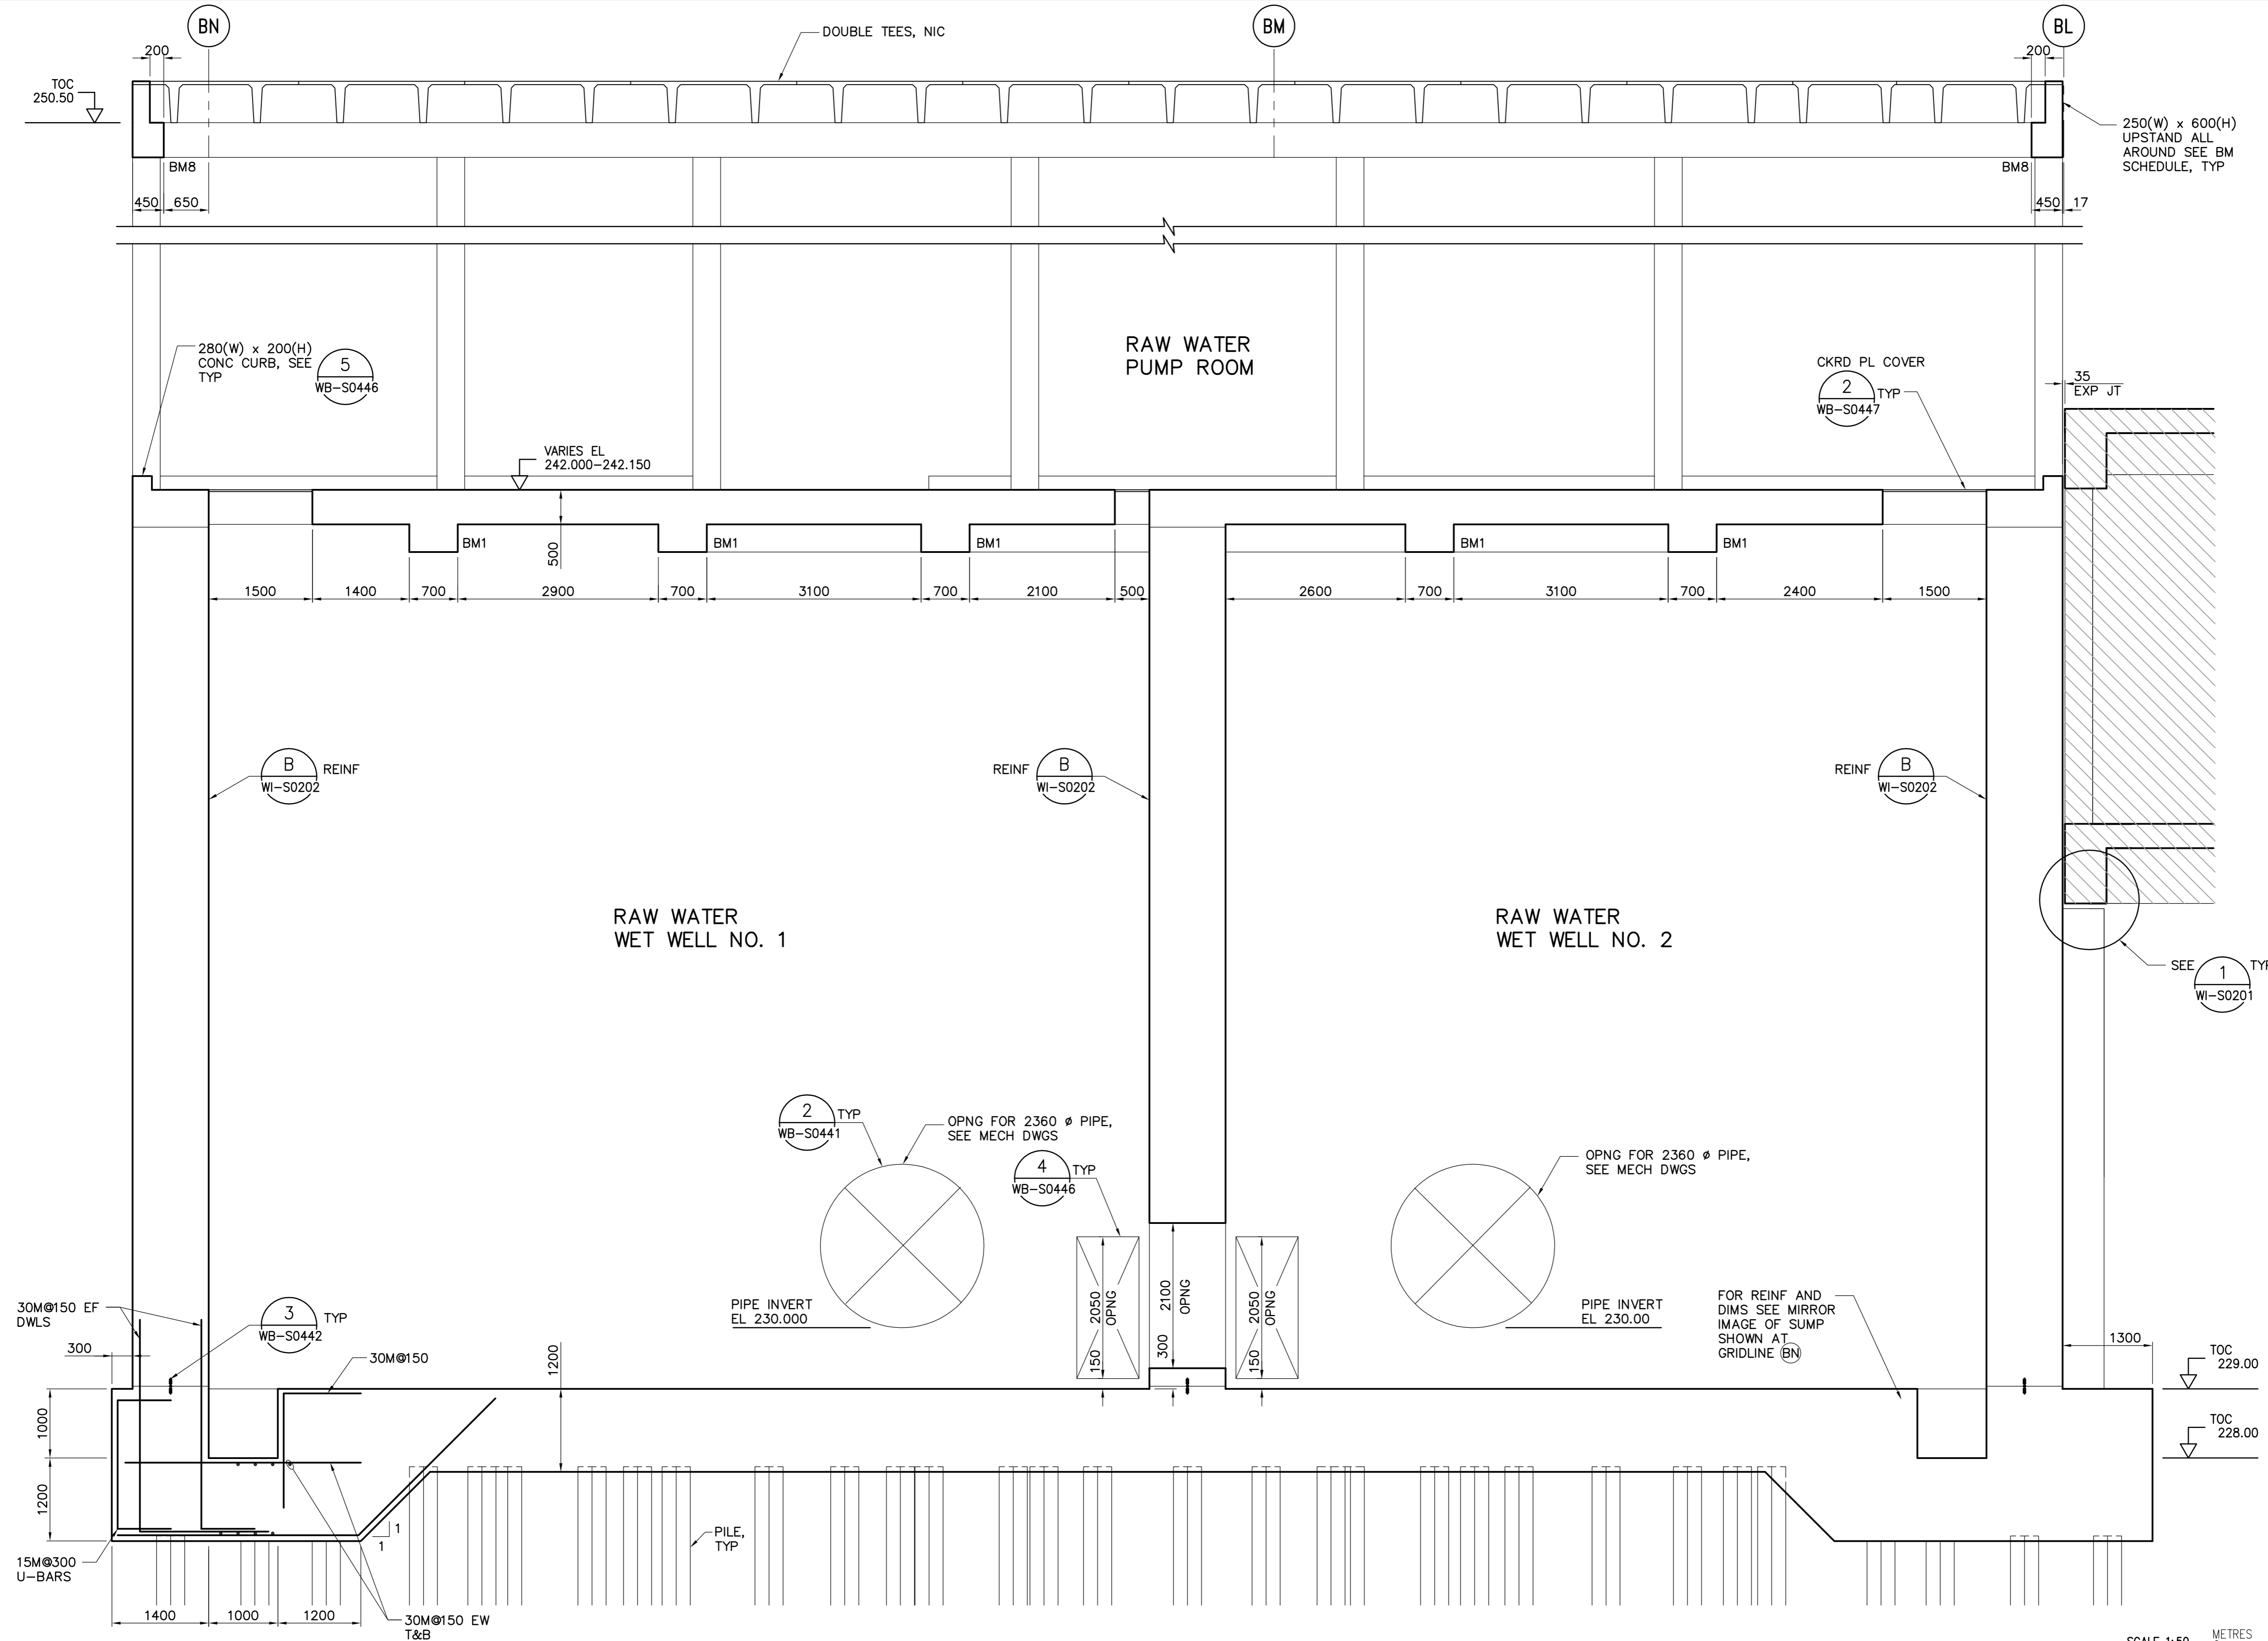 BN
BM
BL
200
DOUBLE TEES, NIC
200
TOC
250.50
250(W) x 600(H)
UPSTAND ALL
AROUND SEE BM
SCHEDULE, TYP
BM8
BM8
450
650
450
17
280(W) x 200(H)
CONC CURB, SEE
TYP
5
WB-S0446
RAW WATER
PUMP ROOM
CKRD PL COVER
2
TYP
WB-S0447
35
EXP JT
VARIES EL
242.000-242.150
500
BM1
BM1
BM1
BM1
BM1
1500
1400
700
2900
700
3100
700
2100
500
2600
700
3100
700
2400
1500
B
WI-S0202
REINF
REINF
B
WI-S0202
REINF
B
WI-S0202
RAW WATER
WET WELL NO. 1
RAW WATER
WET WELL NO. 2
SEE
1
TYP
WI-S0201
2
TYP
WB-S0441
OPNG FOR 2360 ø PIPE,
SEE MECH DWGS
4
TYP
WB-S0446
OPNG FOR 2360 ø PIPE,
SEE MECH DWGS
PIPE INVERT
EL 230.000
2050
OPNG
150
2100
OPNG
300
2050
OPNG
150
PIPE INVERT
EL 230.00
FOR REINF AND
DIMS SEE MIRROR
IMAGE OF SUMP
SHOWN AT
GRIDLINE BN
30M@150 EF
DWLS
3
TYP
WB-S0442
300
30M@150
1200
1300
TOC
229.00
TOC
228.00
1000
1200
1
1
PILE,
TYP
15M@300
U-BARS
1400
1000
1200
30M@150 EW
T&B
SCALE 1:50
METRES